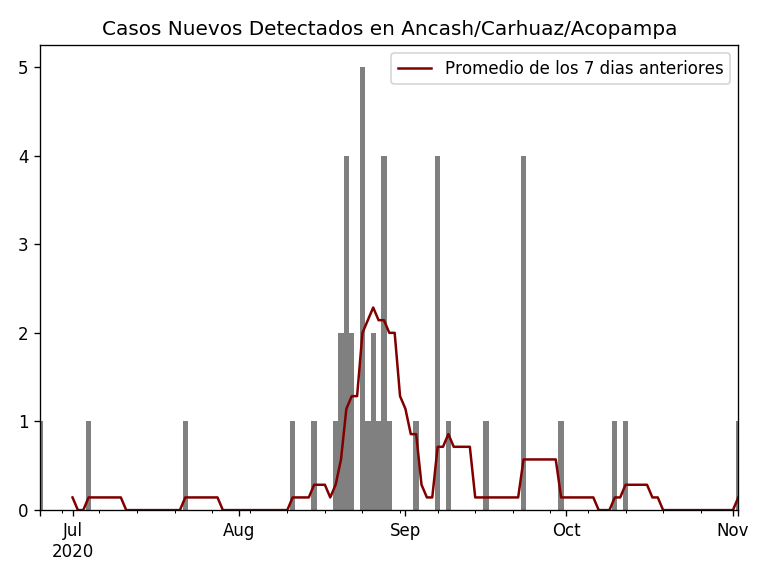 Casos Nuevos Detectados en Ancash/Carhuaz/Acopampa
Promedio de los 7 dias anteriores
5
4
3
2
1
0
Jul Aug Sep Oct Nov
2020